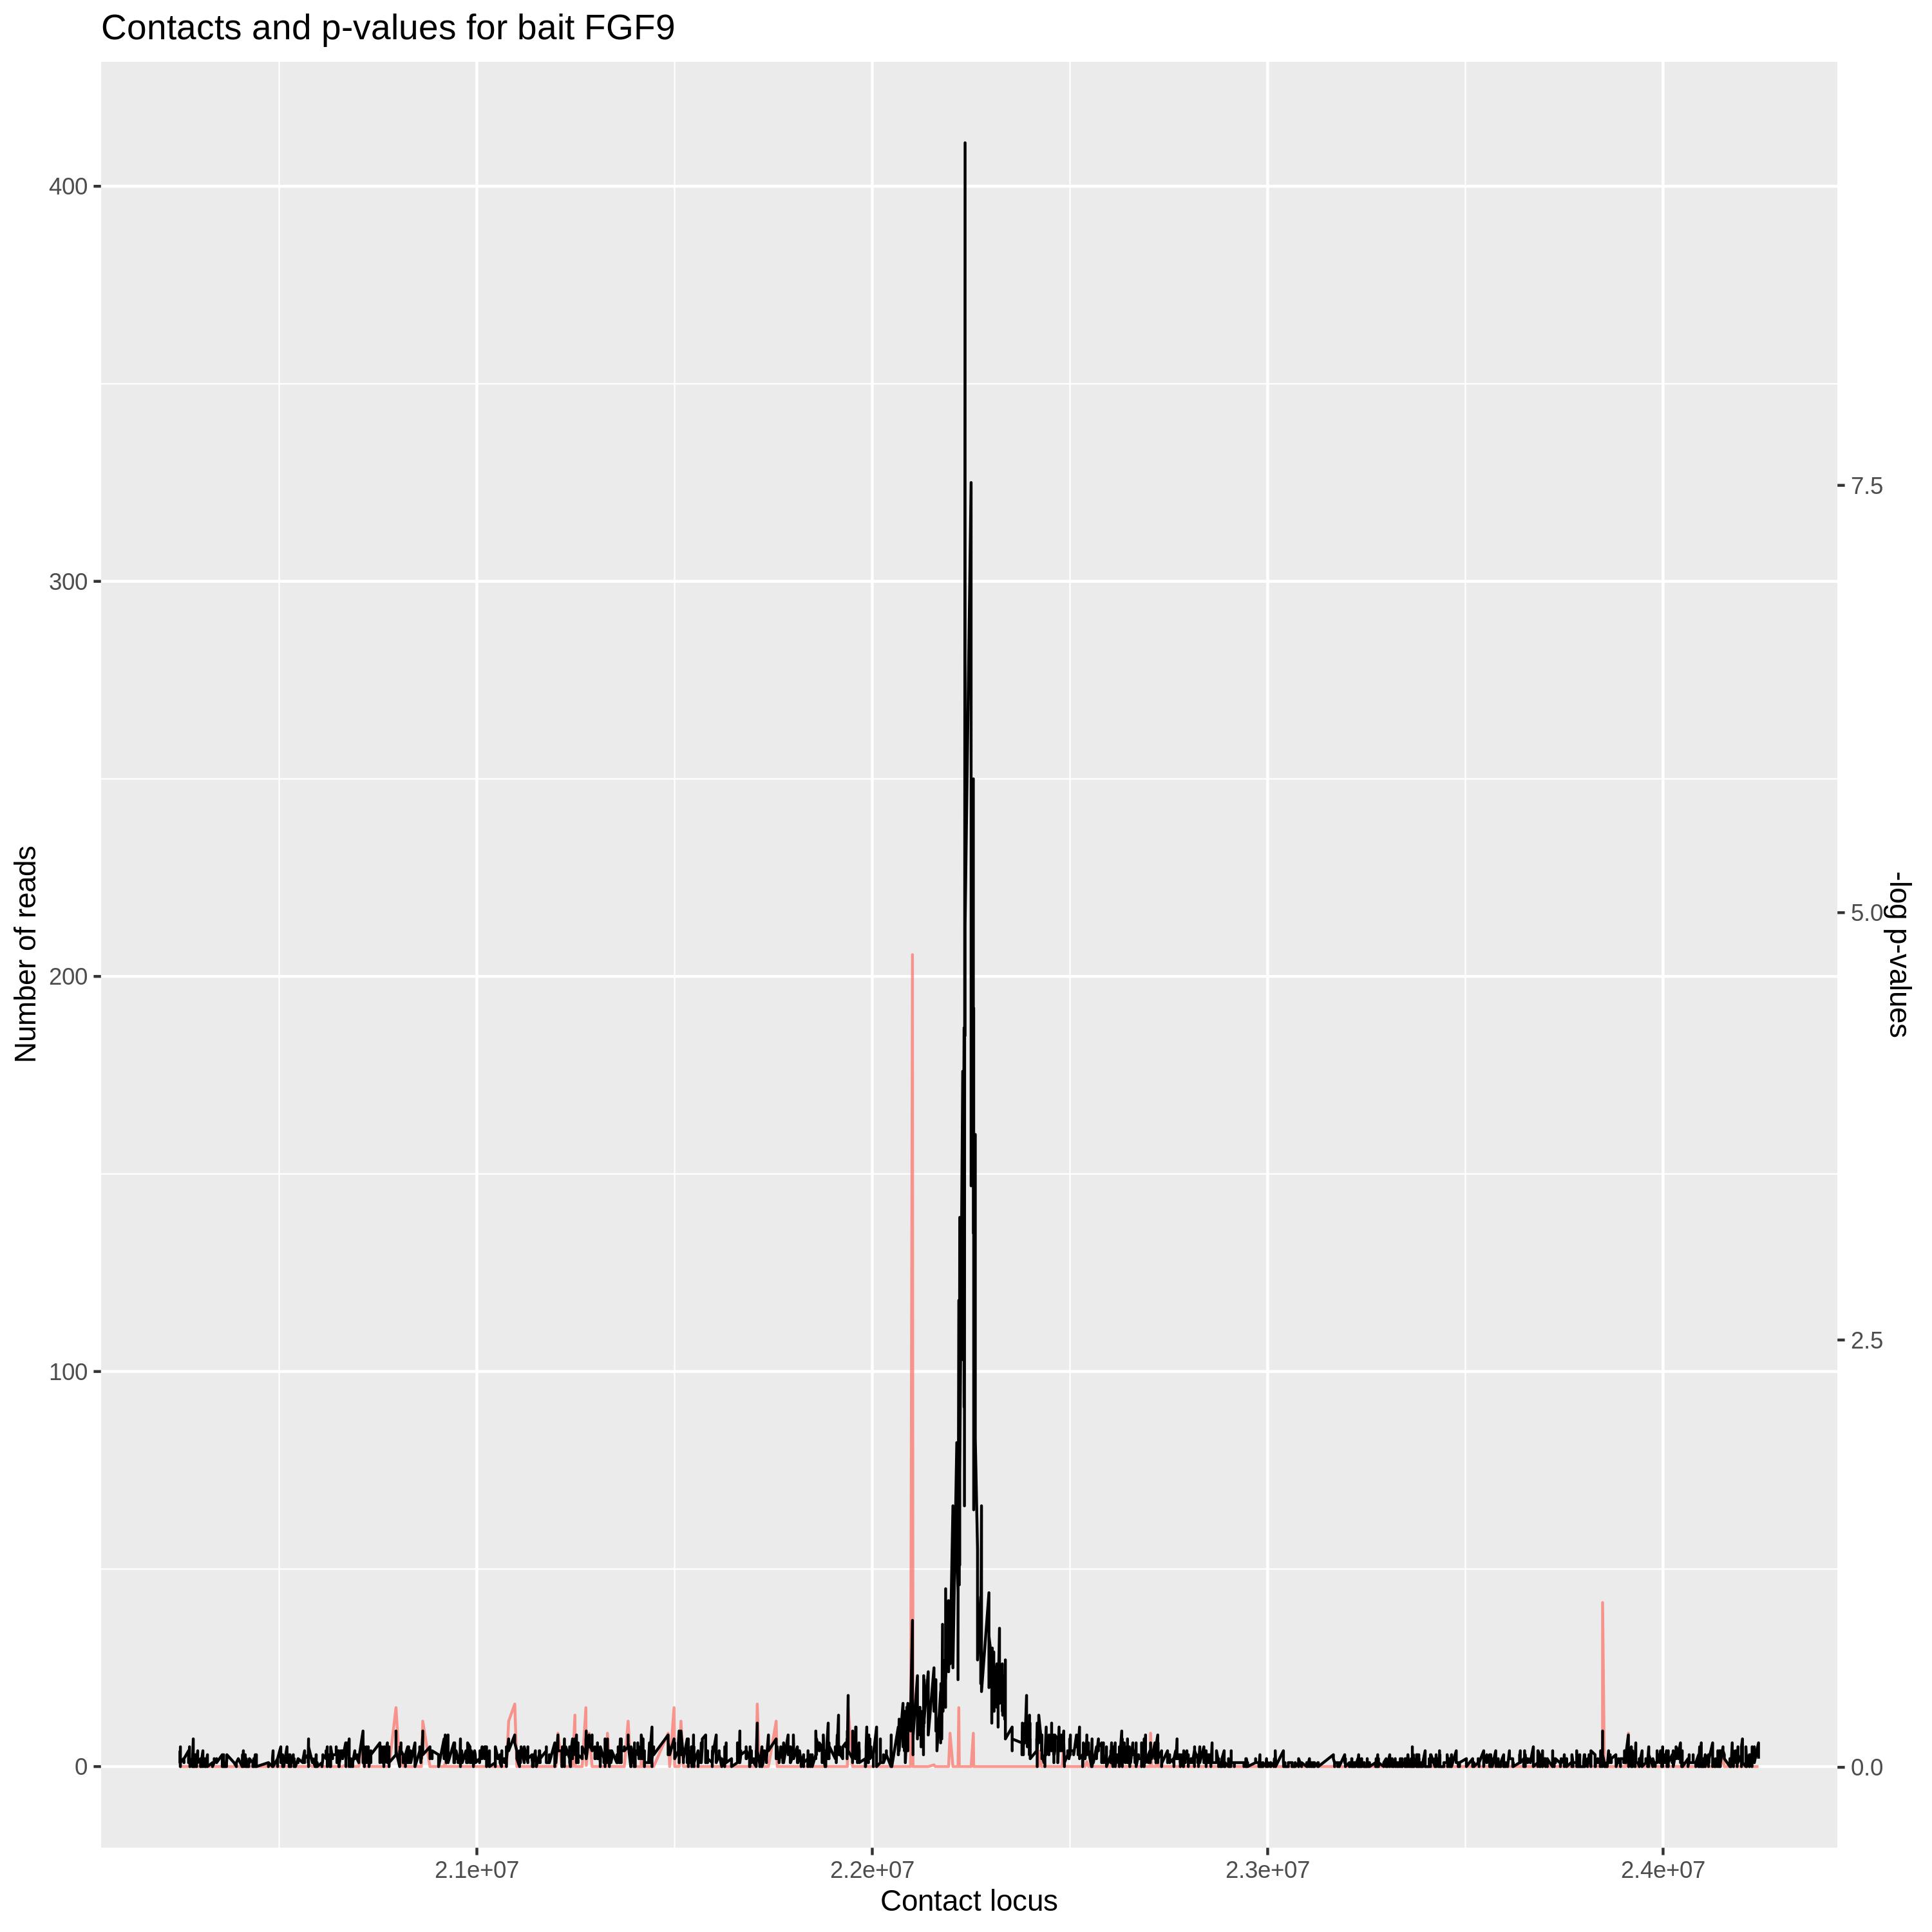 Contacts and p-values for bait FGF9
400
300
200
100
0
Number of reads
7.5
5.0
2.5
0.0
-log p-values
2.1e+07
2.2e+07
2.3e+07
2.4e+07
Contact locus